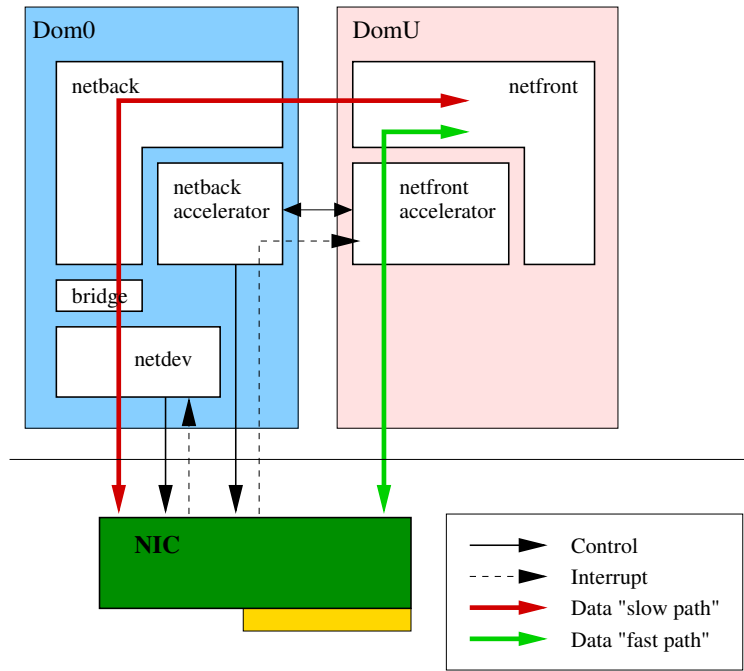 Dom0
DomU
netback
netfront
netback
accelerator
netfront
accelerator
bridge
netdev
NIC
Control
Interrupt
Data "slow path"
Data "fast path"